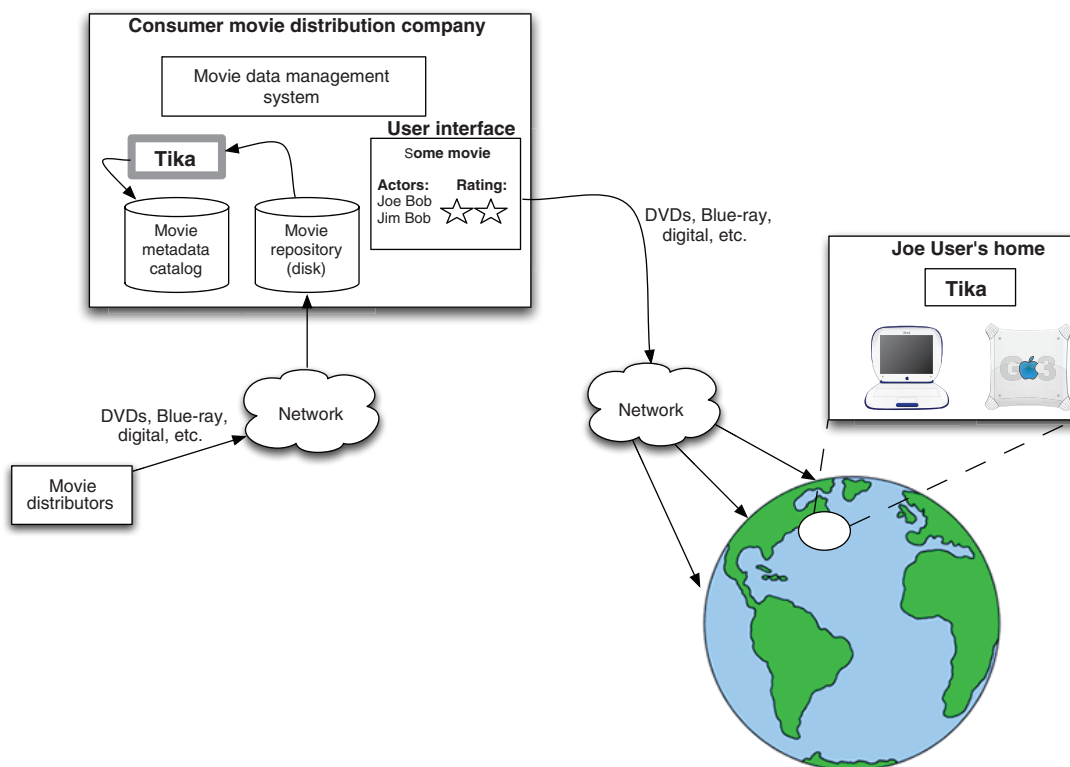 Consumer movie distribution company
Movie data management
system
Tika
Movie
metadata
catalog
Movie
repository
(disk)
User interface
Some movie
Actors: Rating:
Joe Bob
Jim Bob
DVDs, Blue-ray,
digital, etc.
Joe User's home
Tika
G3
Network
DVDs, Blue-ray,
digital, etc.
Movie
distributors
Network